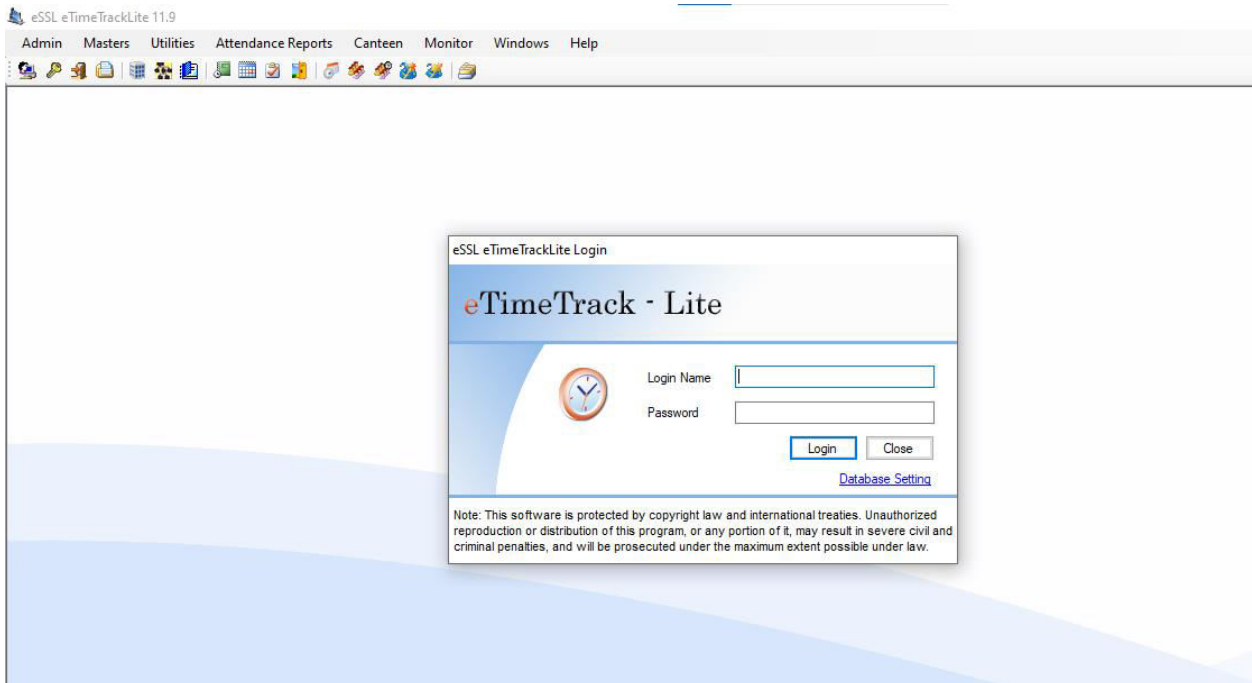 eSSL eTimeTrackLite 11.9
Admin Masters Utilities Attendance Reports Canteen Monitor Windows Help
eSSL eTimeTrackLite Login
eTimeTrack - Lite
Login Name
Password
Login Close
Database Setting
Note: This software is protected by copyright law and international treaties. Unauthorized
reproduction or distribution of this program, or any portion of it, may result in severe civil and
criminal penalties, and will be prosecuted under the maximum extent possible under law.